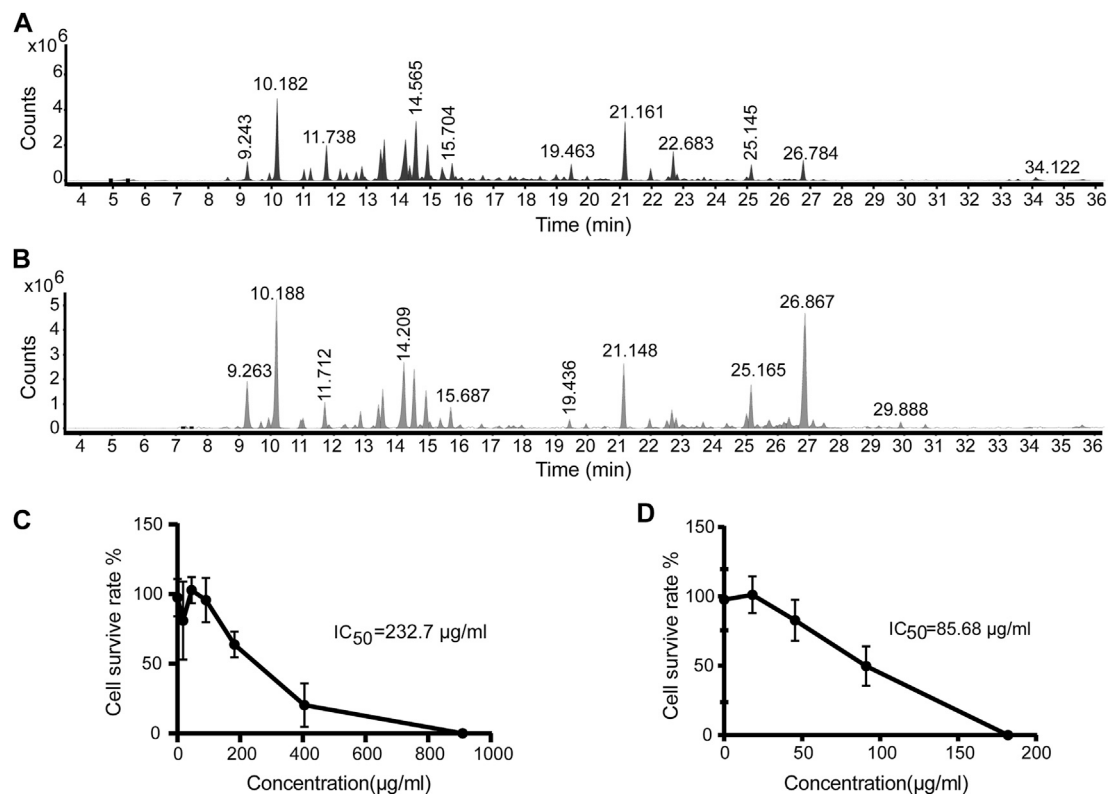 A
x10⁶
6
4
2
0
Counts
9.243
10.182
11.738
14.565
15.704
19.463
21.161
22.683
25.145
26.784
34.122
4 5 6 7 8 9 10 11 12 13 14 15 16 17 18 19 20 21 22 23 24 25 26 27 28 29 30 31 32 33 34 35 36
Time (min)
B
x10⁶
5
4
3
2
1
0
Counts
9.263
10.188
11.712
14.209
15.687
19.436
21.148
25.165
26.867
29.888
4 5 6 7 8 9 10 11 12 13 14 15 16 17 18 19 20 21 22 23 24 25 26 27 28 29 30 31 32 33 34 35 36
Time (min)
C
150
100
50
0
Cell survive rate %
IC₅₀=232.7 µg/ml
0 200 400 600 800 1000
Concentration(µg/ml)
D
150
100
50
0
Cell survive rate %
IC₅₀=85.68 µg/ml
0 50 100 150 200
Concentration(µg/ml)